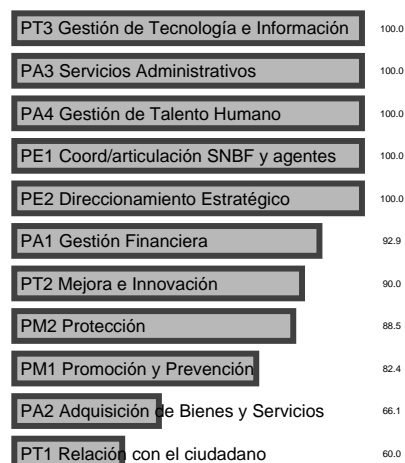 PT3 Gestión de Tecnología e Información 100.0
PA3 Servicios Administrativos 100.0
PA4 Gestión de Talento Humano 100.0
PE1 Coord/articulación SNBF y agentes 100.0
PE2 Direccionamiento Estratégico 100.0
PA1 Gestión Financiera 92.9
PT2 Mejora e Innovación 90.0
PM2 Protección 88.5
PM1 Promoción y Prevención 82.4
PA2 Adquisición de Bienes y Servicios 66.1
PT1 Relación con el ciudadano 60.0